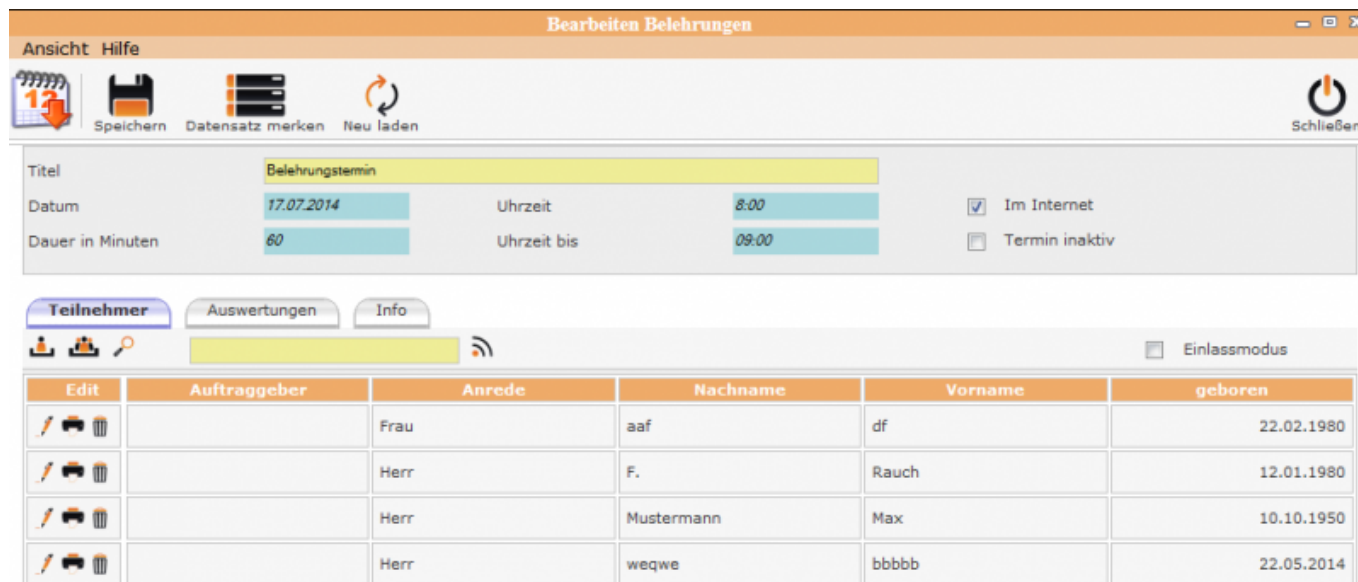 Bearbeiten Belehrungen
Ansicht Hilfe
12
Speichern Datensatz merken Neu laden Schließen
Titel Belehrungstermin
Datum 17.07.2014 Uhrzeit 8:00 Im Internet
Dauer in Minuten 60 Uhrzeit bis 09:00 Termin inaktiv
Teilnehmer Auswertungen Info
Einlassmodus
Edit Auftraggeber Anrede Nachname Vorname geboren
Frau aaf df 22.02.1980
Herr F. Rauch 12.01.1980
Herr Mustermann Max 10.10.1950
Herr weqwe bbbbb 22.05.2014